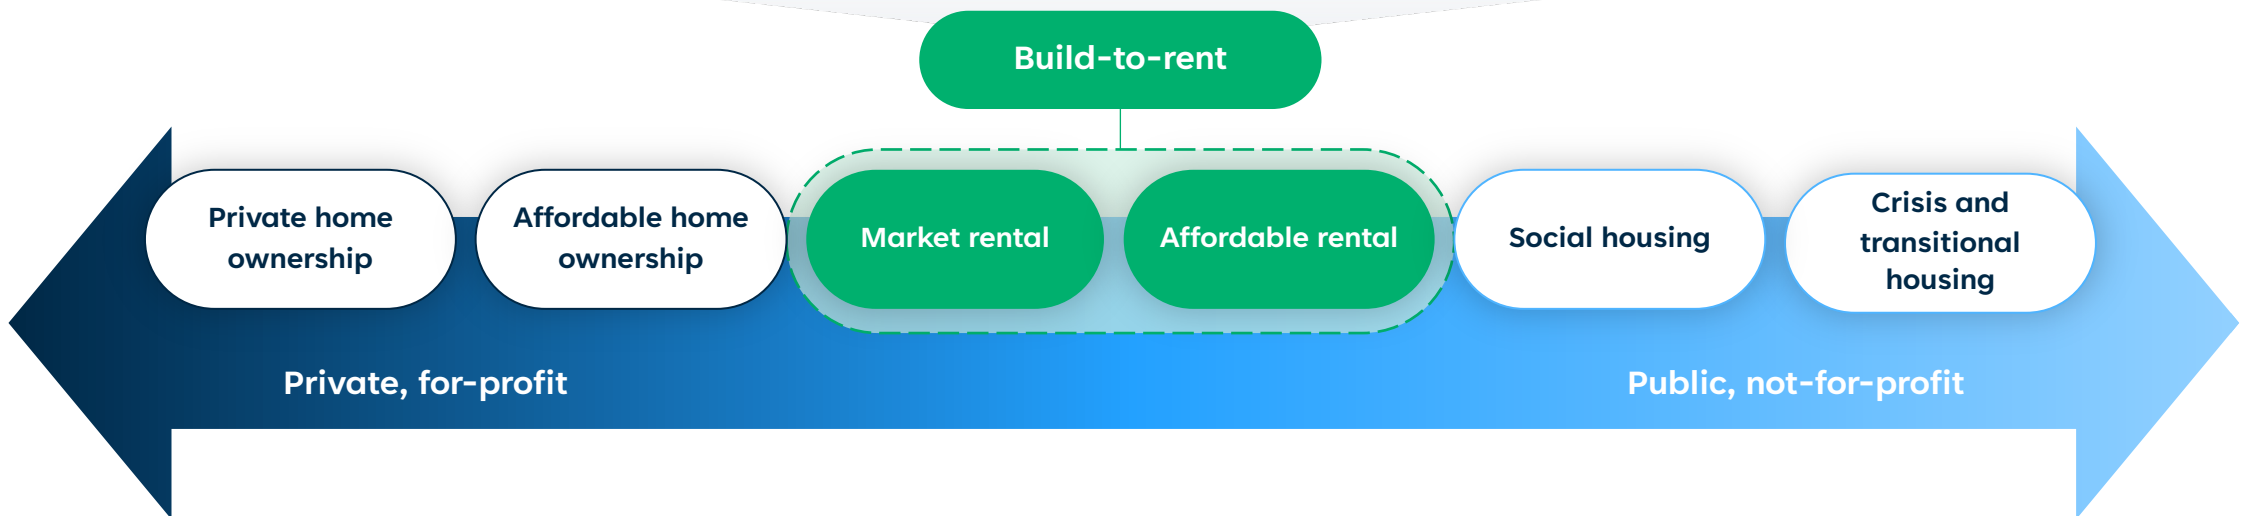 Build-to-rent
Private home
ownership
Affordable home
ownership
Market rental
Affordable rental
Social housing
Crisis and
transitional
housing
Private, for-profit
Public, not-for-profit